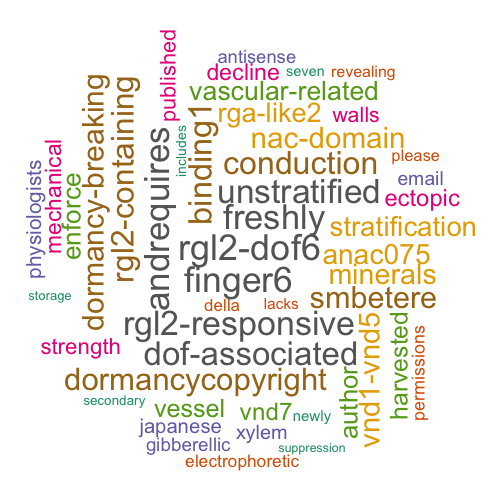 antisense
published
decline
seven
revealing
vascular-related
dormancy-breaking
rgl2-containing
rga-like2
walls
binding1
nac-domain
andrequires
includes
mechanical
enforce
physiologists
conduction
please
unstratified
email
ectopic
freshly
stratification
rgl2-dof6
anac075
finger6
minerals
storage
smbetere
della
lacks
rgl2-responsive
vnd1-vnd5
harvested
permissions
strength
dof-associated
dormancycopyright
author
secondary
vessel
vnd7
newly
japanese
xylem
gibberellic
suppression
electrophoretic